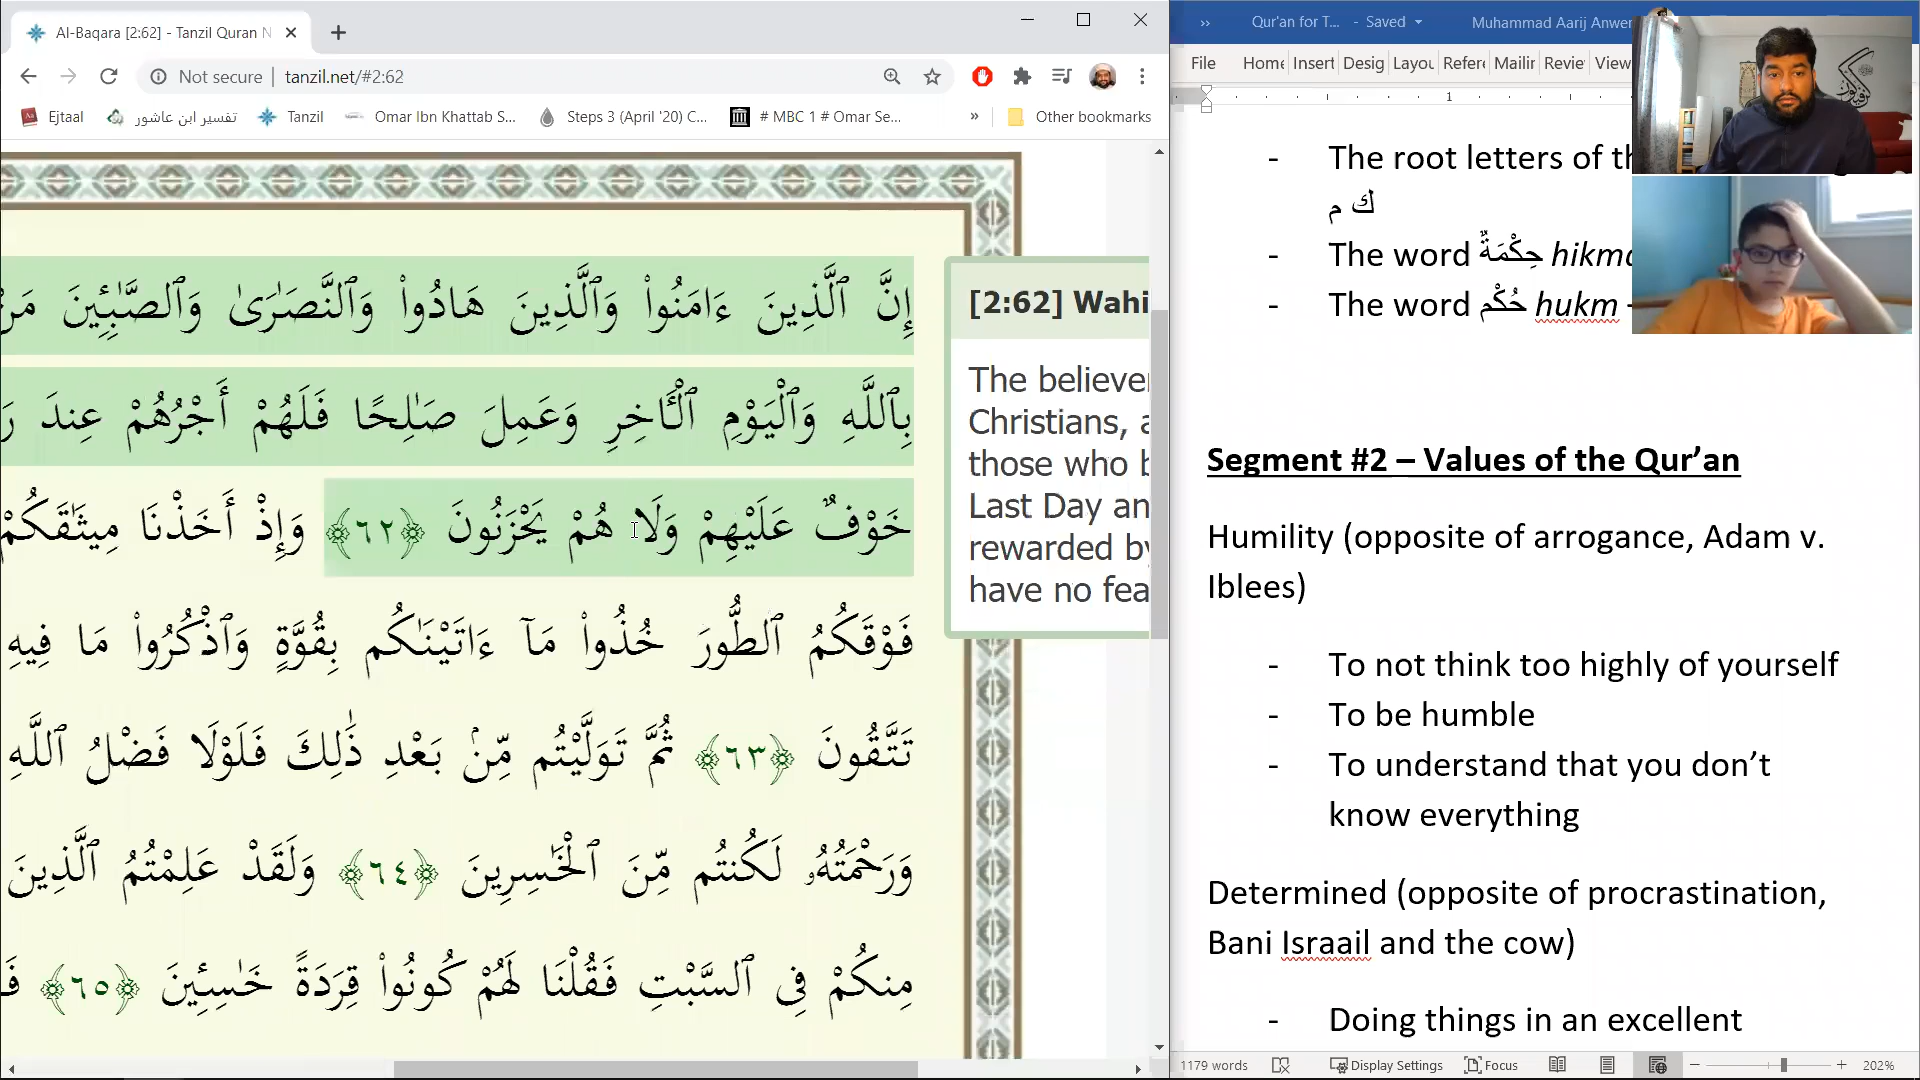 Al-Baqara [2:62] - Tanzil Quran N
Not secure | tanzil.net/#2:62
Ejtaal
تفسير ابن عاشور
Tanzil
Omar Ibn Khattab S...
Steps 3 (April '20) C...
# MBC 1 # Omar Se...
»
Other bookmarks
إِنَّ ٱلَّذِينَ ءَامَنُوا۟ وَٱلَّذِينَ هَادُوا۟ وَٱلنَّصَـٰرَىٰ وَٱلصَّـٰبِـِٔينَ مَنْ
بِٱللَّهِ وَٱلْيَوْمِ ٱلْـَٔاخِرِ وَعَمِلَ صَـٰلِحًا فَلَهُمْ أَجْرُهُمْ عِندَ
خَوْفٌ عَلَيْهِمْ وَلَا هُمْ يَحْزَنُونَ ﴿٦٢﴾ وَإِذْ أَخَذْنَا مِيثَـٰقَكُمْ
فَوْقَكُمُ ٱلطُّورَ خُذُوا۟ مَآ ءَاتَيْنَـٰكُم بِقُوَّةٍ وَٱذْكُرُوا۟ مَا فِيهِ
تَتَّقُونَ ﴿٦٣﴾ ثُمَّ تَوَلَّيْتُم مِّنۢ بَعْدِ ذَٰلِكَ فَلَوْلَا فَضْلُ ٱللَّهِ
وَرَحْمَتُهُۥ لَكُنتُم مِّنَ ٱلْخَـٰسِرِينَ ﴿٦٤﴾ وَلَقَدْ عَلِمْتُمُ ٱلَّذِينَ
مِنكُمْ فِى ٱلسَّبْتِ فَقُلْنَا لَهُمْ كُونُوا۟ قِرَدَةً خَـٰسِـِٔينَ ﴿٦٥﴾
[2:62] Wahi
The believe
Christians, a
those who b
Last Day an
rewarded by
have no fea
›› Qur'an for T... - Saved Muhammad Aarij Anwer
File Home Insert Desig Layou Refere Mailin Revie View
1
- The root letters of th
ك م
- The word حِكْمَةٌ hikma
- The word حُكْم hukm -
Segment #2 – Values of the Qur’an
Humility (opposite of arrogance, Adam v.
Iblees)
- To not think too highly of yourself
- To be humble
- To understand that you don’t
know everything
Determined (opposite of procrastination,
Bani Israail and the cow)
- Doing things in an excellent
1179 words Display Settings Focus 202%